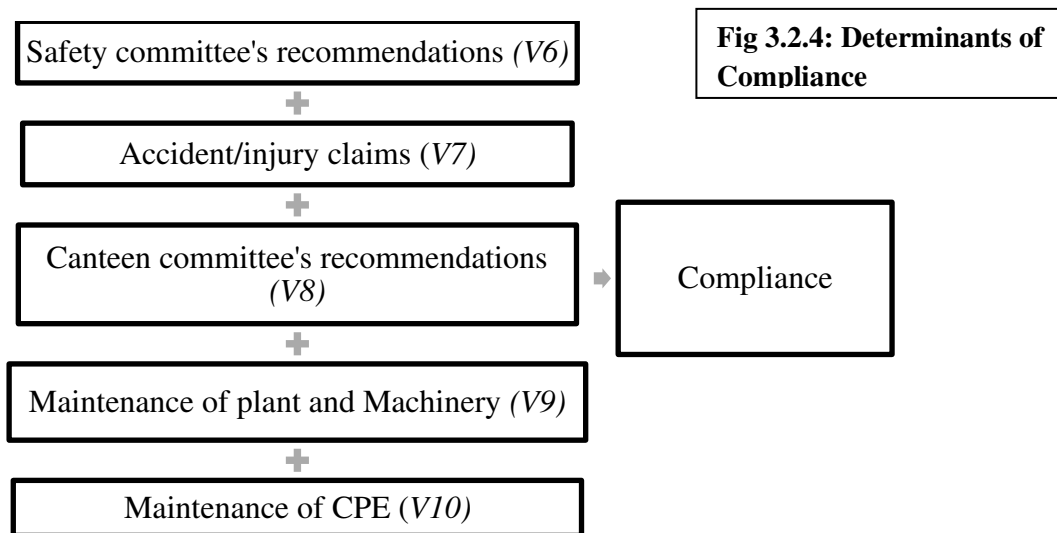 Safety committee's recommendations (V6)
Fig 3.2.4: Determinants of
Compliance
Accident/injury claims (V7)
Canteen committee's recommendations
(V8)
Compliance
Maintenance of plant and Machinery (V9)
Maintenance of CPE (V10)